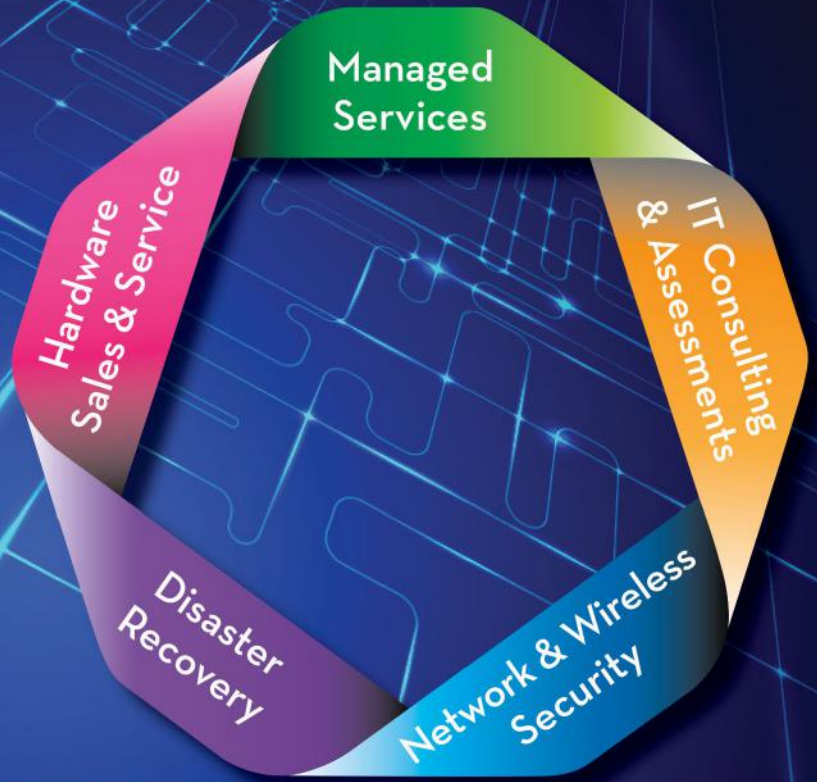 Managed
Services
IT Consulting
& Assessments
Network & Wireless
Security
Disaster
Recovery
Hardware
Sales & Service